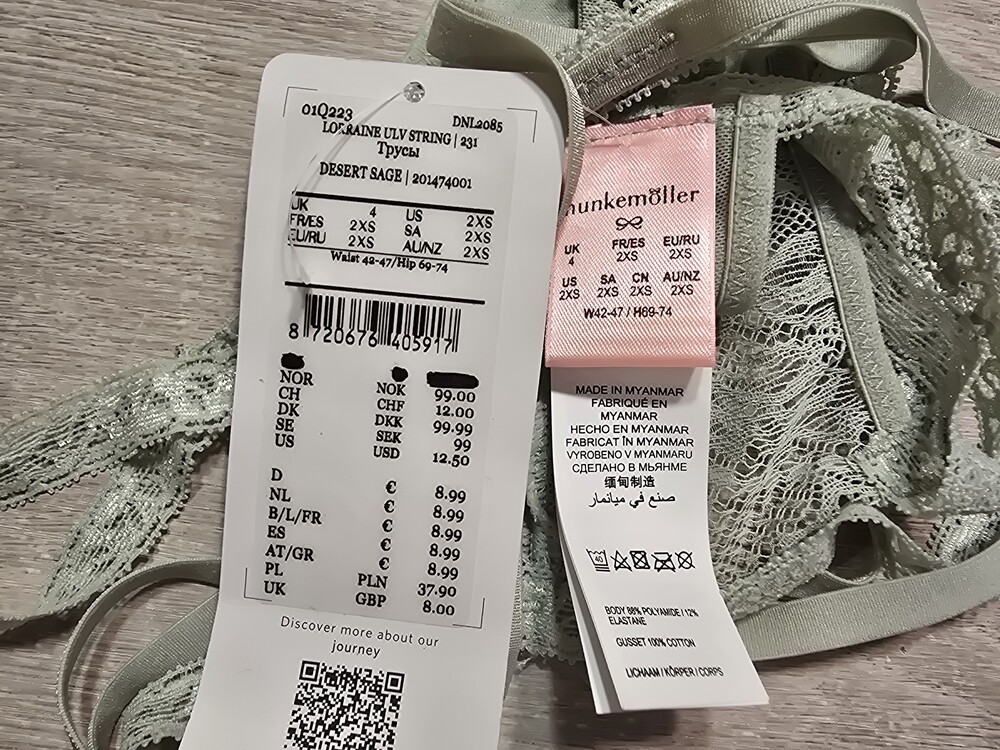 01Q223
DNL2085
LORRAINE ULV STRING | 231
Трусы
DESERT SAGE | 201474001
UK 4 US 2XS
FR/ES 2XS SA 2XS
EU/RU 2XS AU/NZ 2XS
Waist 42-47/Hip 69-74
8 720676 405917
NOR NOK 99.00
CH CHF 12.00
DK DKK 99.99
SE SEK 99
US USD 12.50
D € 8.99
NL € 8.99
B/L/FR € 8.99
ES € 8.99
AT/GR € 8.99
PL PLN 37.90
UK GBP 8.00
Discover more about our
journey
hunkemöller
UK FR/ES EU/RU
4 2XS 2XS
US SA CN AU/NZ
2XS 2XS 2XS 2XS
W42-47 / H69-74
MADE IN MYANMAR
FABRIQUÉ EN
MYANMAR
HECHO EN MYANMAR
FABRICAT ÎN MYANMAR
VYROBENO V MYANMARU
СДЕЛАНО В МЬЯНМЕ
缅甸制造
صنع في ميانمار
40
BODY 88% POLYAMIDE / 12%
ELASTANE
GUSSET 100% COTTON
LICHAAM / KÖRPER / CORPS